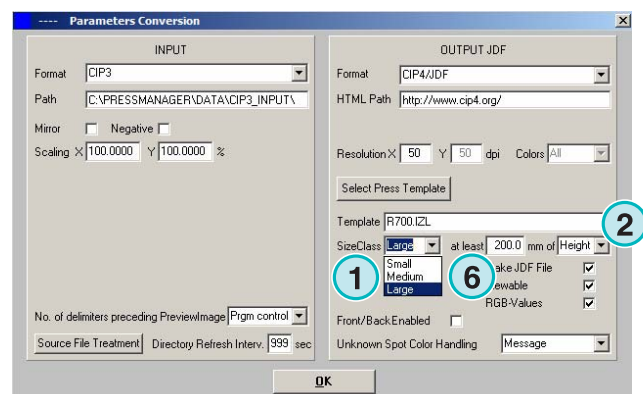 ---- Parameters Conversion
INPUT
Format CIP3
Path C:\PRESSMANAGER\DATA\CIP3_INPUT\
Mirror Negative
Scaling X 100.0000 Y 100.0000 %
No. of delimiters preceding PreviewImage Prgm control
Source File Treatment Directory Refresh Interv. 999 sec
OUTPUT JDF
Format CIP4/JDF
HTML Path http://www.cip4.org/
Resolution X 50 Y 50 dpi Colors All
Select Press Template
Template R700.IZL
2
SizeClass Large at least 200.0 mm of Height
1
Small
Medium
Large
6
ake JDF File
ewable
RGB-Values
Front/Back Enabled
Unknown Spot Color Handling Message
OK